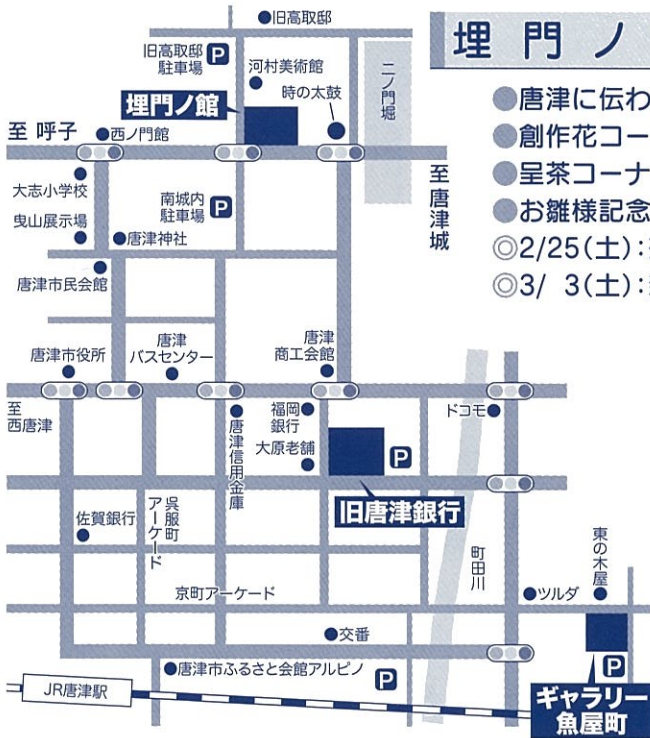 旧高取邸
旧高取邸
駐車場
P
河村美術館
時の太鼓
二ノ門堀
埋門ノ館
至 呼子
西ノ門館
大志小学校
曳山展示場
南城内
駐車場
P
唐津神社
唐津市民会館
至唐津城
埋門ノ
●唐津に伝わ
●創作花コー
●呈茶コーナ
●お雛様記念
◎2/25(土):
◎3/ 3(土):
唐津市役所
唐津
バスセンター
唐津
商工会館
至
西唐津
福岡
銀行
大原老舗
唐津信用金庫
ドコモ
P
旧唐津銀行
佐賀銀行
呉服町
アーケード
京町アーケード
町田川
東の木屋
ツルダ
交番
唐津市ふるさと会館アルピノ
P
JR唐津駅
P
ギャラリー
魚屋町